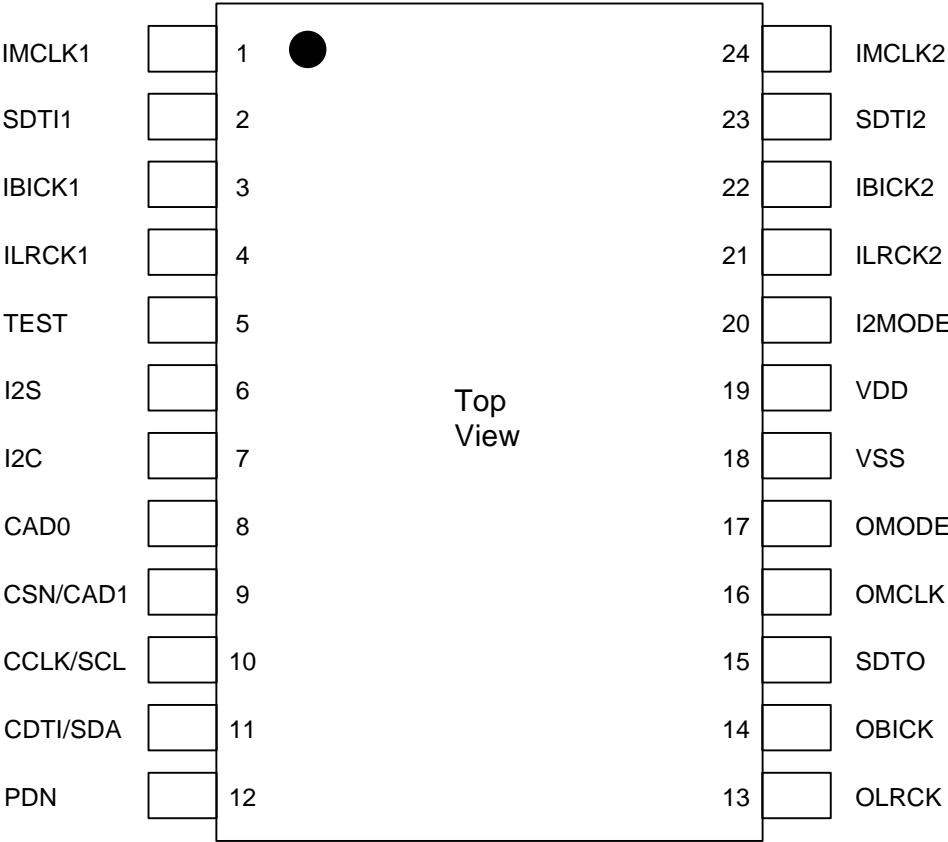 IMCLK1 1 24 IMCLK2
SDTI1 2 23 SDTI2
IBICK1 3 22 IBICK2
ILRCK1 4 21 ILRCK2
TEST 5 20 I2MODE
I2S 6 19 VDD
Top
View
I2C 7 18 VSS
CAD0 8 17 OMODE
CSN/CAD1 9 16 OMCLK
CCLK/SCL 10 15 SDTO
CDTI/SDA 11 14 OBICK
PDN 12 13 OLRCK